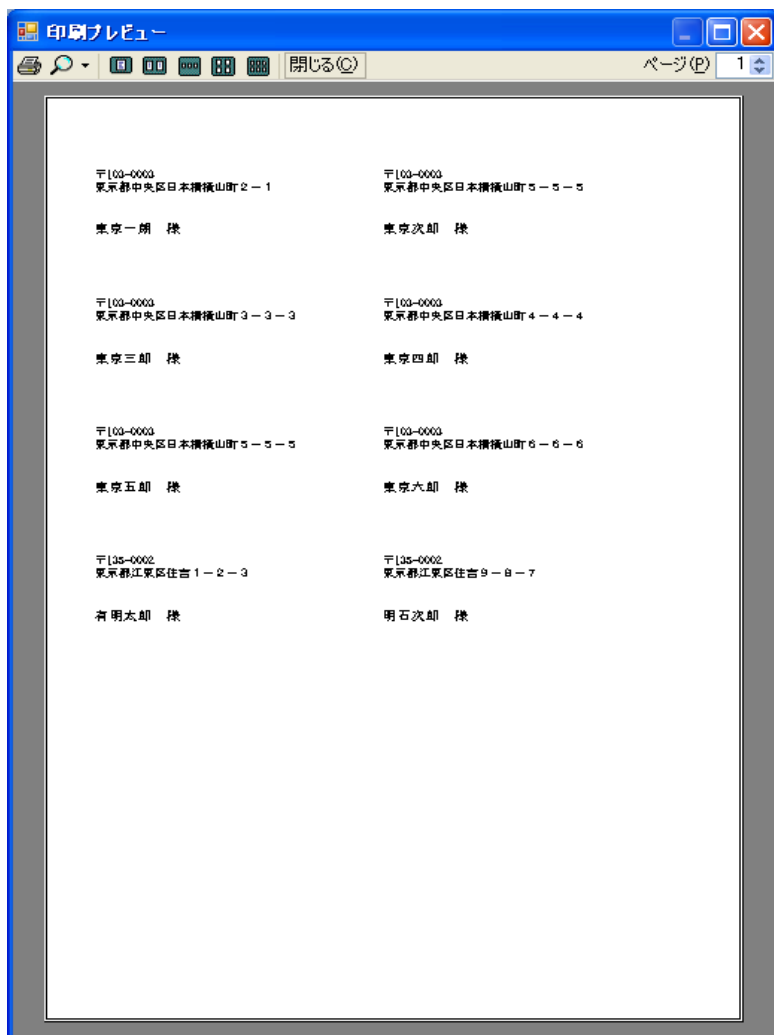 印刷プレビュー
閉じる(C) ページ(P) 1
〒103-0003 〒103-0003
東京都中央区日本橋横山町2-1 東京都中央区日本橋横山町5-5-5
東京一朗 様 東京次郎 様
〒103-0003 〒103-0003
東京都中央区日本橋横山町3-3-3 東京都中央区日本橋横山町4-4-4
東京三郎 様 東京四郎 様
〒103-0003 〒103-0003
東京都中央区日本橋横山町5-5-5 東京都中央区日本橋横山町6-6-6
東京五郎 様 東京六郎 様
〒135-0002 〒135-0002
東京都江東区住吉1-2-3 東京都江東区住吉9-8-7
有明太郎 様 明石次郎 様